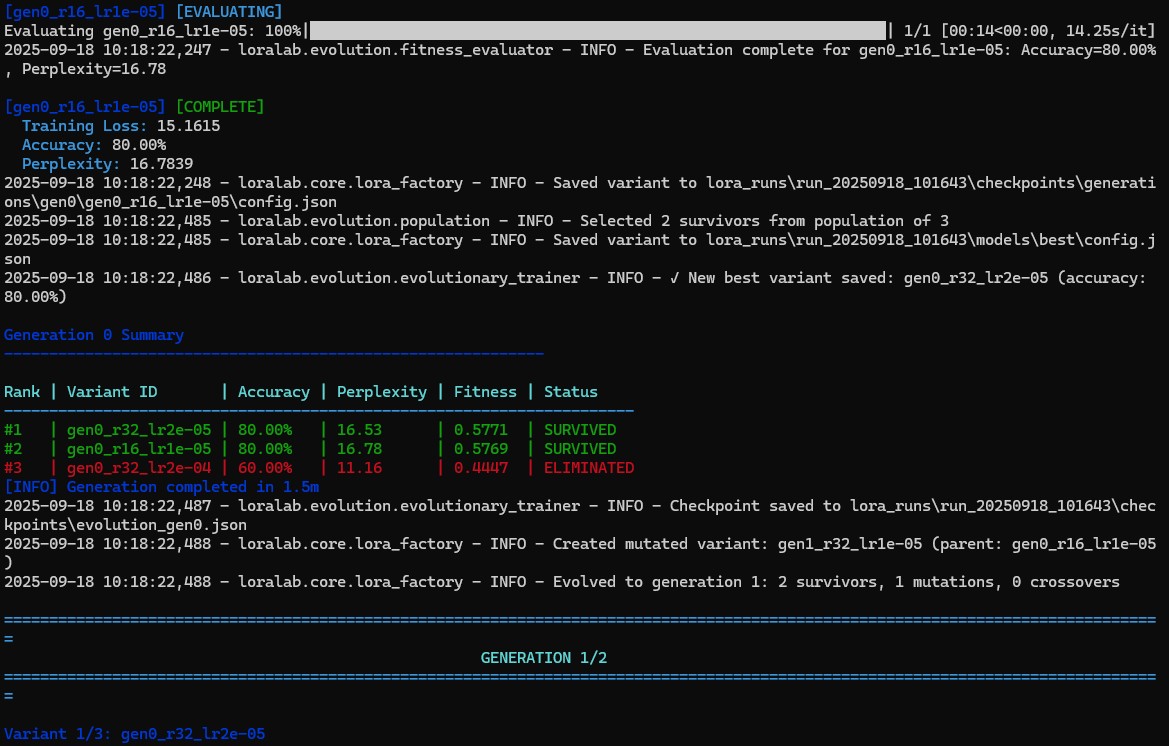 [gen0_r16_lr1e-05] [EVALUATING]
Evaluating gen0_r16_lr1e-05: 100%|██████████| 1/1 [00:14<00:00, 14.25s/it]
2025-09-18 10:18:22,247 - loralab.evolution.fitness_evaluator - INFO - Evaluation complete for gen0_r16_lr1e-05: Accuracy=80.00%
, Perplexity=16.78
[gen0_r16_lr1e-05] [COMPLETE]
Training Loss: 15.1615
Accuracy: 80.00%
Perplexity: 16.7839
2025-09-18 10:18:22,248 - loralab.core.lora_factory - INFO - Saved variant to lora_runs\run_20250918_101643\checkpoints\generati
ons\gen0\gen0_r16_lr1e-05\config.json
2025-09-18 10:18:22,485 - loralab.evolution.population - INFO - Selected 2 survivors from population of 3
2025-09-18 10:18:22,485 - loralab.core.lora_factory - INFO - Saved variant to lora_runs\run_20250918_101643\models\best\config.j
son
2025-09-18 10:18:22,486 - loralab.evolution.evolutionary_trainer - INFO - ✓ New best variant saved: gen0_r32_lr2e-05 (accuracy:
80.00%)
Generation 0 Summary
------------------------------------------------------------
Rank | Variant ID | Accuracy | Perplexity | Fitness | Status
----------------------------------------------------------------------
#1 | gen0_r32_lr2e-05 | 80.00% | 16.53 | 0.5771 | SURVIVED
#2 | gen0_r16_lr1e-05 | 80.00% | 16.78 | 0.5769 | SURVIVED
#3 | gen0_r32_lr2e-04 | 60.00% | 11.16 | 0.4447 | ELIMINATED
[INFO] Generation completed in 1.5m
2025-09-18 10:18:22,487 - loralab.evolution.evolutionary_trainer - INFO - Checkpoint saved to lora_runs\run_20250918_101643\chec
kpoints\evolution_gen0.json
2025-09-18 10:18:22,488 - loralab.core.lora_factory - INFO - Created mutated variant: gen1_r32_lr1e-05 (parent: gen0_r16_lr1e-05
)
2025-09-18 10:18:22,488 - loralab.core.lora_factory - INFO - Evolved to generation 1: 2 survivors, 1 mutations, 0 crossovers
================================================================================================================================
=
GENERATION 1/2
================================================================================================================================
=
Variant 1/3: gen0_r32_lr2e-05